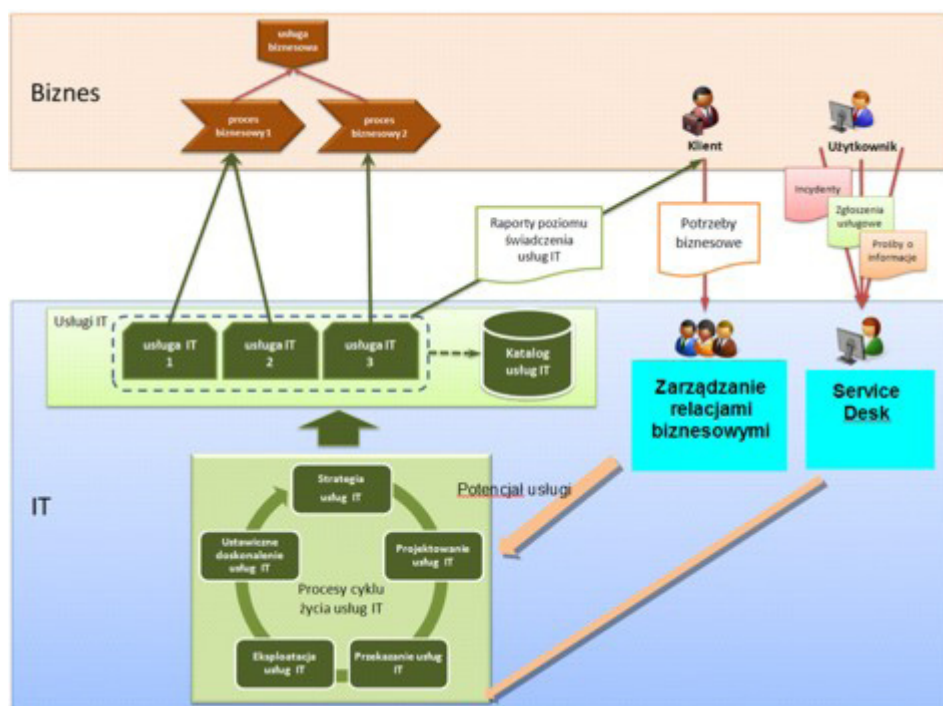 usługa
biznesowa
Biznes
proces
biznesowy 1
proces
biznesowy 2
Klient
Użytkownik
Incydenty
Zgłoszenia
usługowe
Prośby o
informacje
Raporty poziomu
świadczenia
usług IT
Potrzeby
biznesowe
Usługi IT
usługa IT
1
usługa IT
2
usługa IT
3
Katalog
usług IT
Zarządzanie
relacjami
biznesowymi
Service
Desk
IT
Potencjał usługi
Strategia
usług IT
Ustawiczne
doskonalenie
usług IT
Projektowanie
usług IT
Procesy cyklu
życia usług IT
Eksploatacja
usług IT
Przekazanie usług
IT